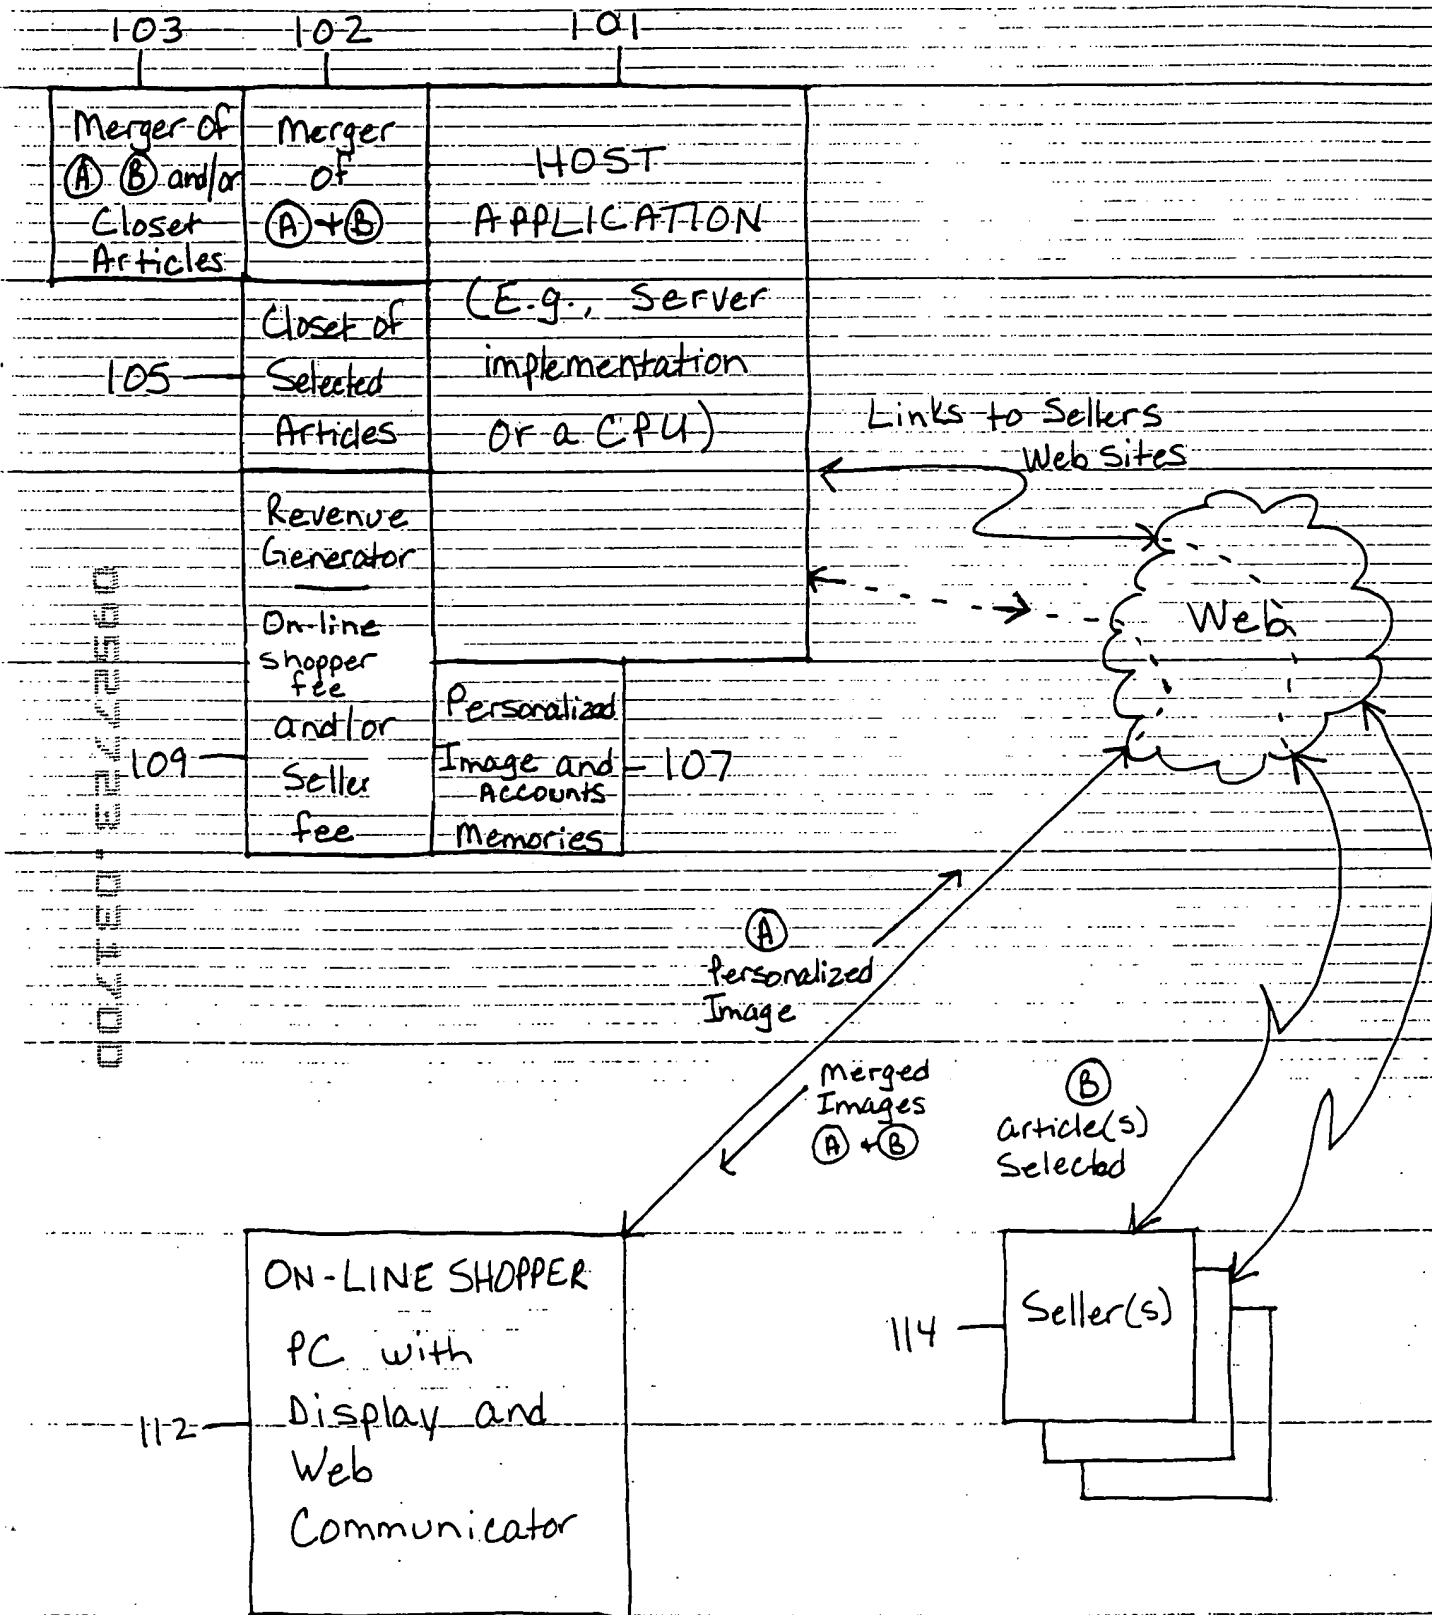 103
102
101
Merger of
Ⓐ Ⓑ and/or
Closet
Articles
Merger
of
Ⓐ + Ⓑ
HOST
APPLICATION
(E.g., Server
implementation
or a CPU)
105
Closet of
Selected
Articles
Links to Sellers
Web Sites
Revenue
Generator
On-line
shopper
fee
and/or
Seller
fee
109
Personalized
Image and
Accounts
Memories
107
Web
Ⓐ
Personalized
Image
Merged
Images
Ⓐ + Ⓑ
Ⓑ
article(s)
Selected
ON-LINE SHOPPER
PC with
Display and
Web
Communicator
112
Seller(s)
114